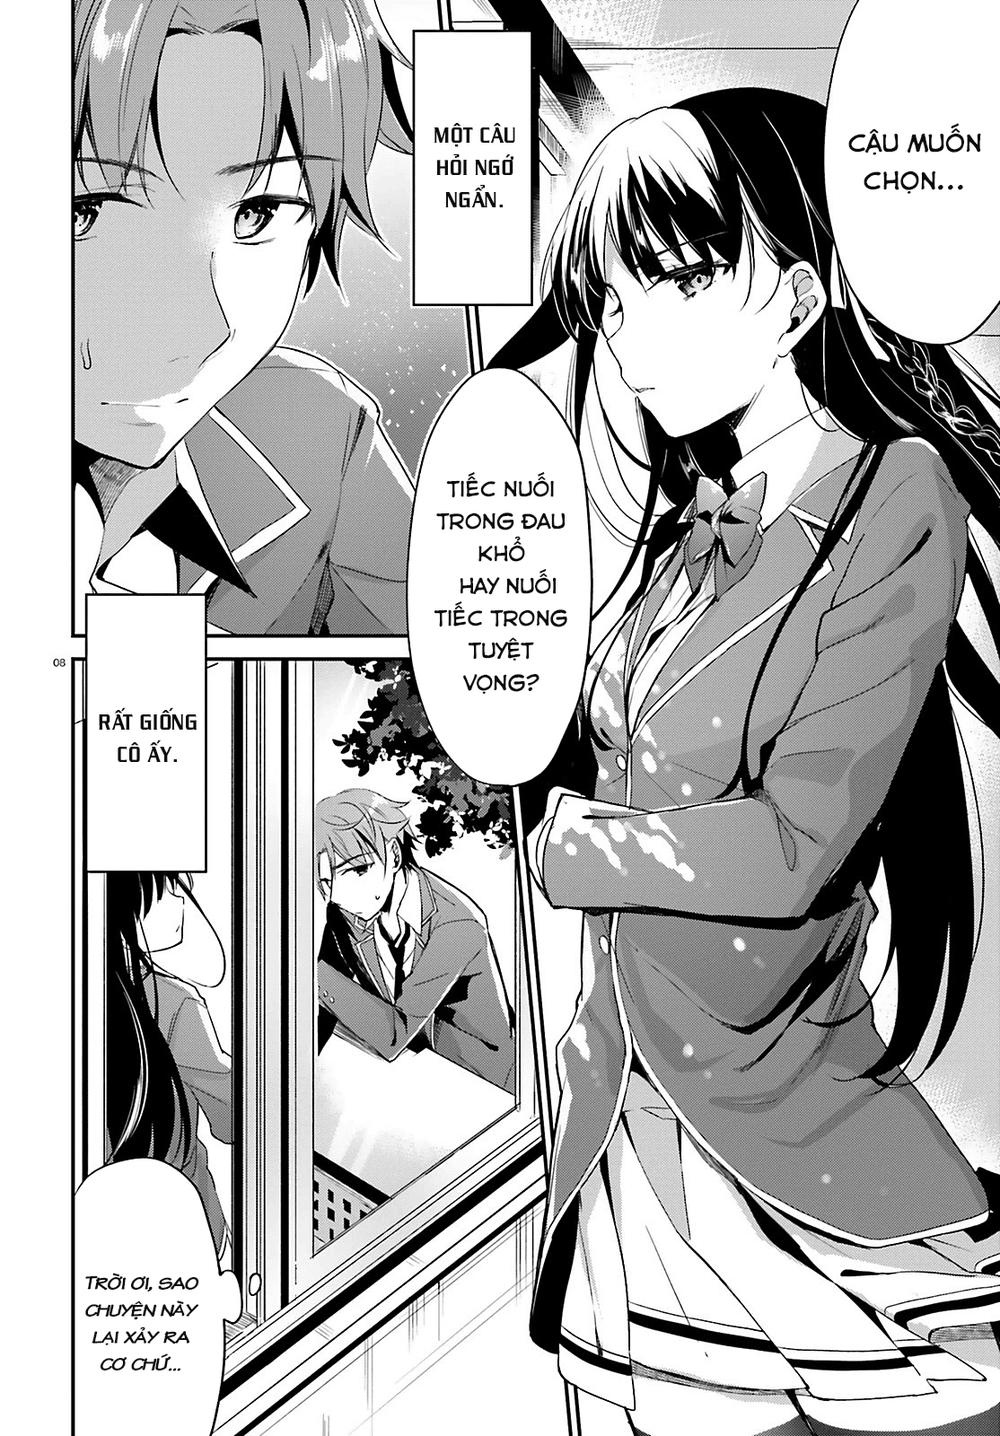 CẬU MUỐN
CHỌN...
TIẾC NUỐI
TRONG ĐAU
KHỔ
HAY NUỐI
TIẾC TRONG
TUYỆT
VỌNG?
MỘT CÂU
HỎI NGỚ
NGẨN.
RẤT GIỐNG
CÔ ẤY.
TRỜI ƠI, SAO
CHUYỆN NÀY
LẠI XẢY RA
CƠ CHỨ...
08